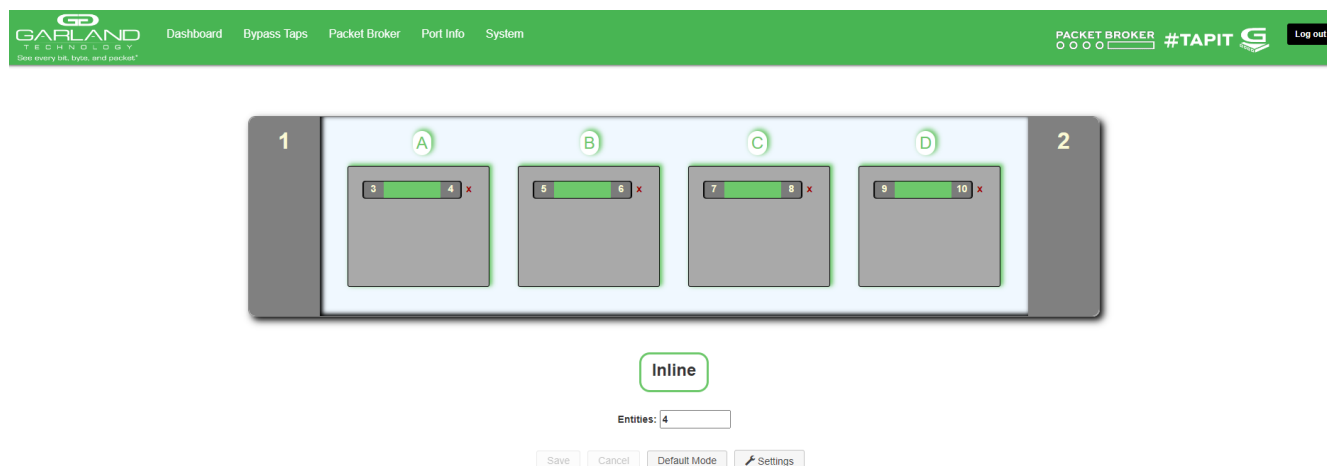 GARLAND
TECHNOLOGY
See every bit, byte, and packet®
Dashboard Bypass Taps Packet Broker Port Info System
PACKET BROKER
#TAPIT
Log out
1 A B C D 2
3 4 x 5 6 x 7 8 x 9 10 x
Inline
Entities: 4
Save Cancel Default Mode Settings